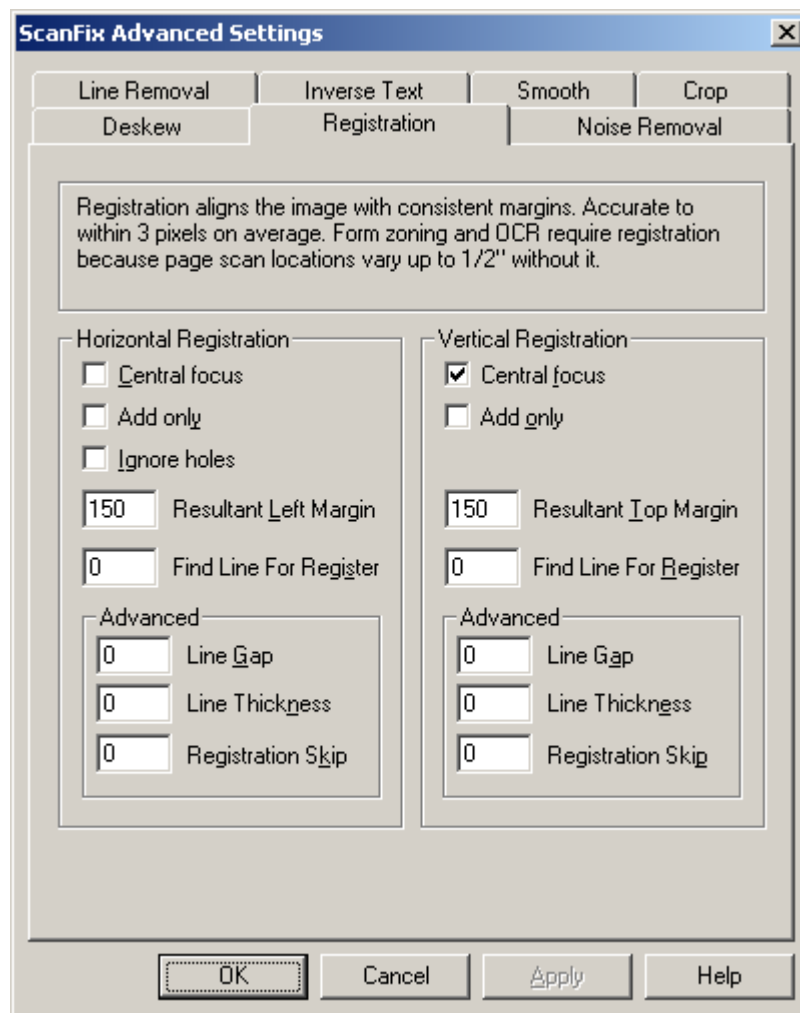 ScanFix Advanced Settings
Line Removal
Inverse Text
Smooth
Crop
Deskew
Registration
Noise Removal
Registration aligns the image with consistent margins. Accurate to
within 3 pixels on average. Form zoning and OCR require registration
because page scan locations vary up to 1/2" without it.
Horizontal Registration
Central focus
Add only
Ignore holes
150 Resultant Left Margin
0 Find Line For Register
Advanced
0 Line Gap
0 Line Thickness
0 Registration Skip
Vertical Registration
Central focus
Add only
150 Resultant Top Margin
0 Find Line For Register
Advanced
0 Line Gap
0 Line Thickness
0 Registration Skip
OK
Cancel
Apply
Help